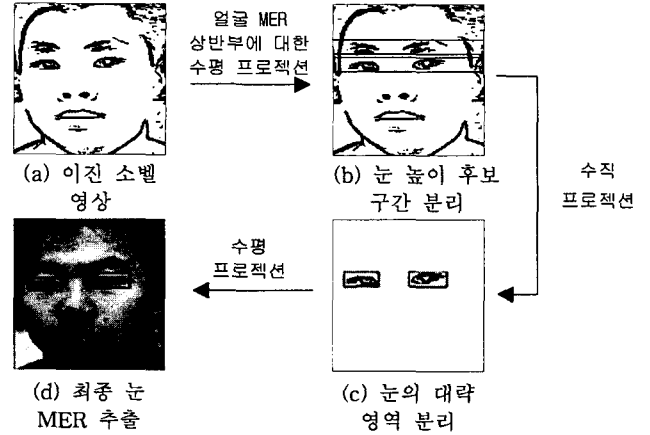 얼굴 MER
상반부에 대한
수평 프로젝션
(a) 이진 소벨
영상
(b) 눈 높이 후보
구간 분리
수직
프로젝션
수평
프로젝션
(d) 최종 눈
MER 추출
(c) 눈의 대략
영역 분리